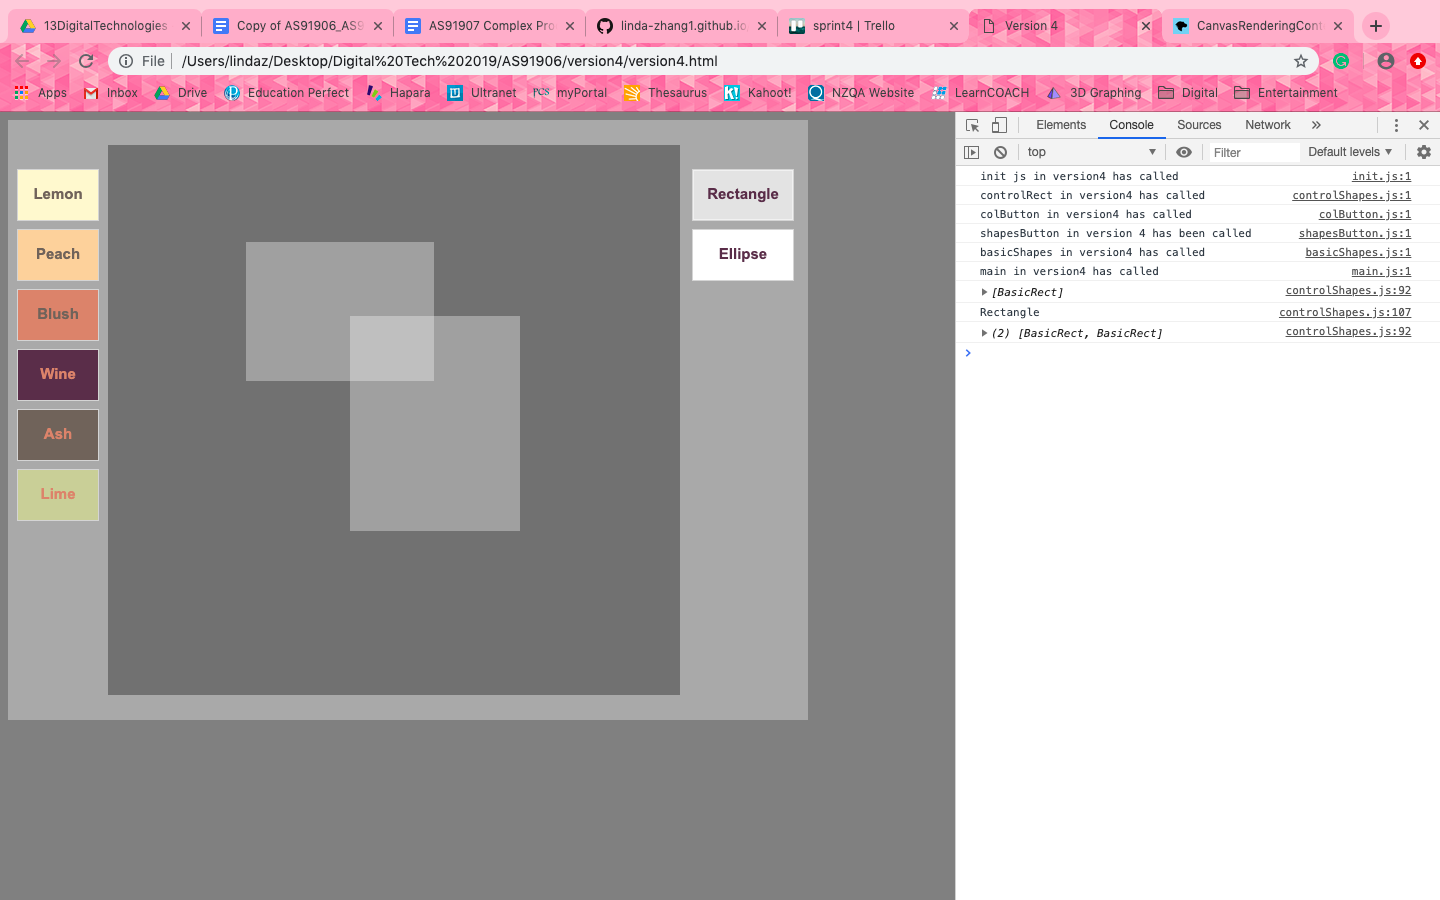 13DigitalTechnologies
Copy of AS91906_AS9
AS91907 Complex Pro
linda-zhang1.github.io
sprint4 | Trello
Version 4
CanvasRenderingCont
File
/Users/lindaz/Desktop/Digital%20Tech%202019/AS91906/version4/version4.html
Apps
Inbox
Drive
Education Perfect
Hapara
Ultranet
PCS myPortal
Thesaurus
Kahoot!
NZQA Website
LearnCOACH
3D Graphing
Digital
Entertainment
Lemon
Peach
Blush
Wine
Ash
Lime
Rectangle
Ellipse
Elements Console Sources Network »
top Filter Default levels
init js in version4 has called init.js:1
controlRect in version4 has called controlShapes.js:1
colButton in version4 has called colButton.js:1
shapesButton in version 4 has been called shapesButton.js:1
basicShapes in version4 has called basicShapes.js:1
main in version4 has called main.js:1
[BasicRect] controlShapes.js:92
Rectangle controlShapes.js:107
(2) [BasicRect, BasicRect] controlShapes.js:92